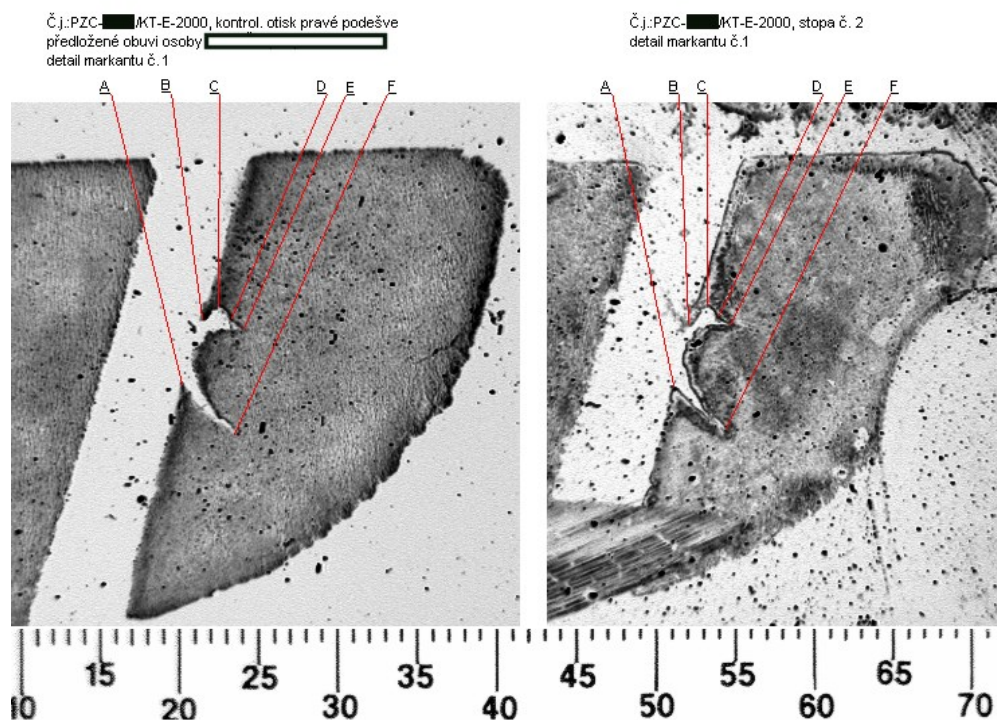 Č.j.:PZC- /KT-E-2000, kontrol. otisk pravé podešve
předložené obuvi osoby
detail markantu č.1
A B C D E F
Č.j.:PZC- /KT-E-2000, stopa č. 2
detail markantu č.1
A B C D E F
10 15 20 25 30 35 40 45 50 55 60 65 70